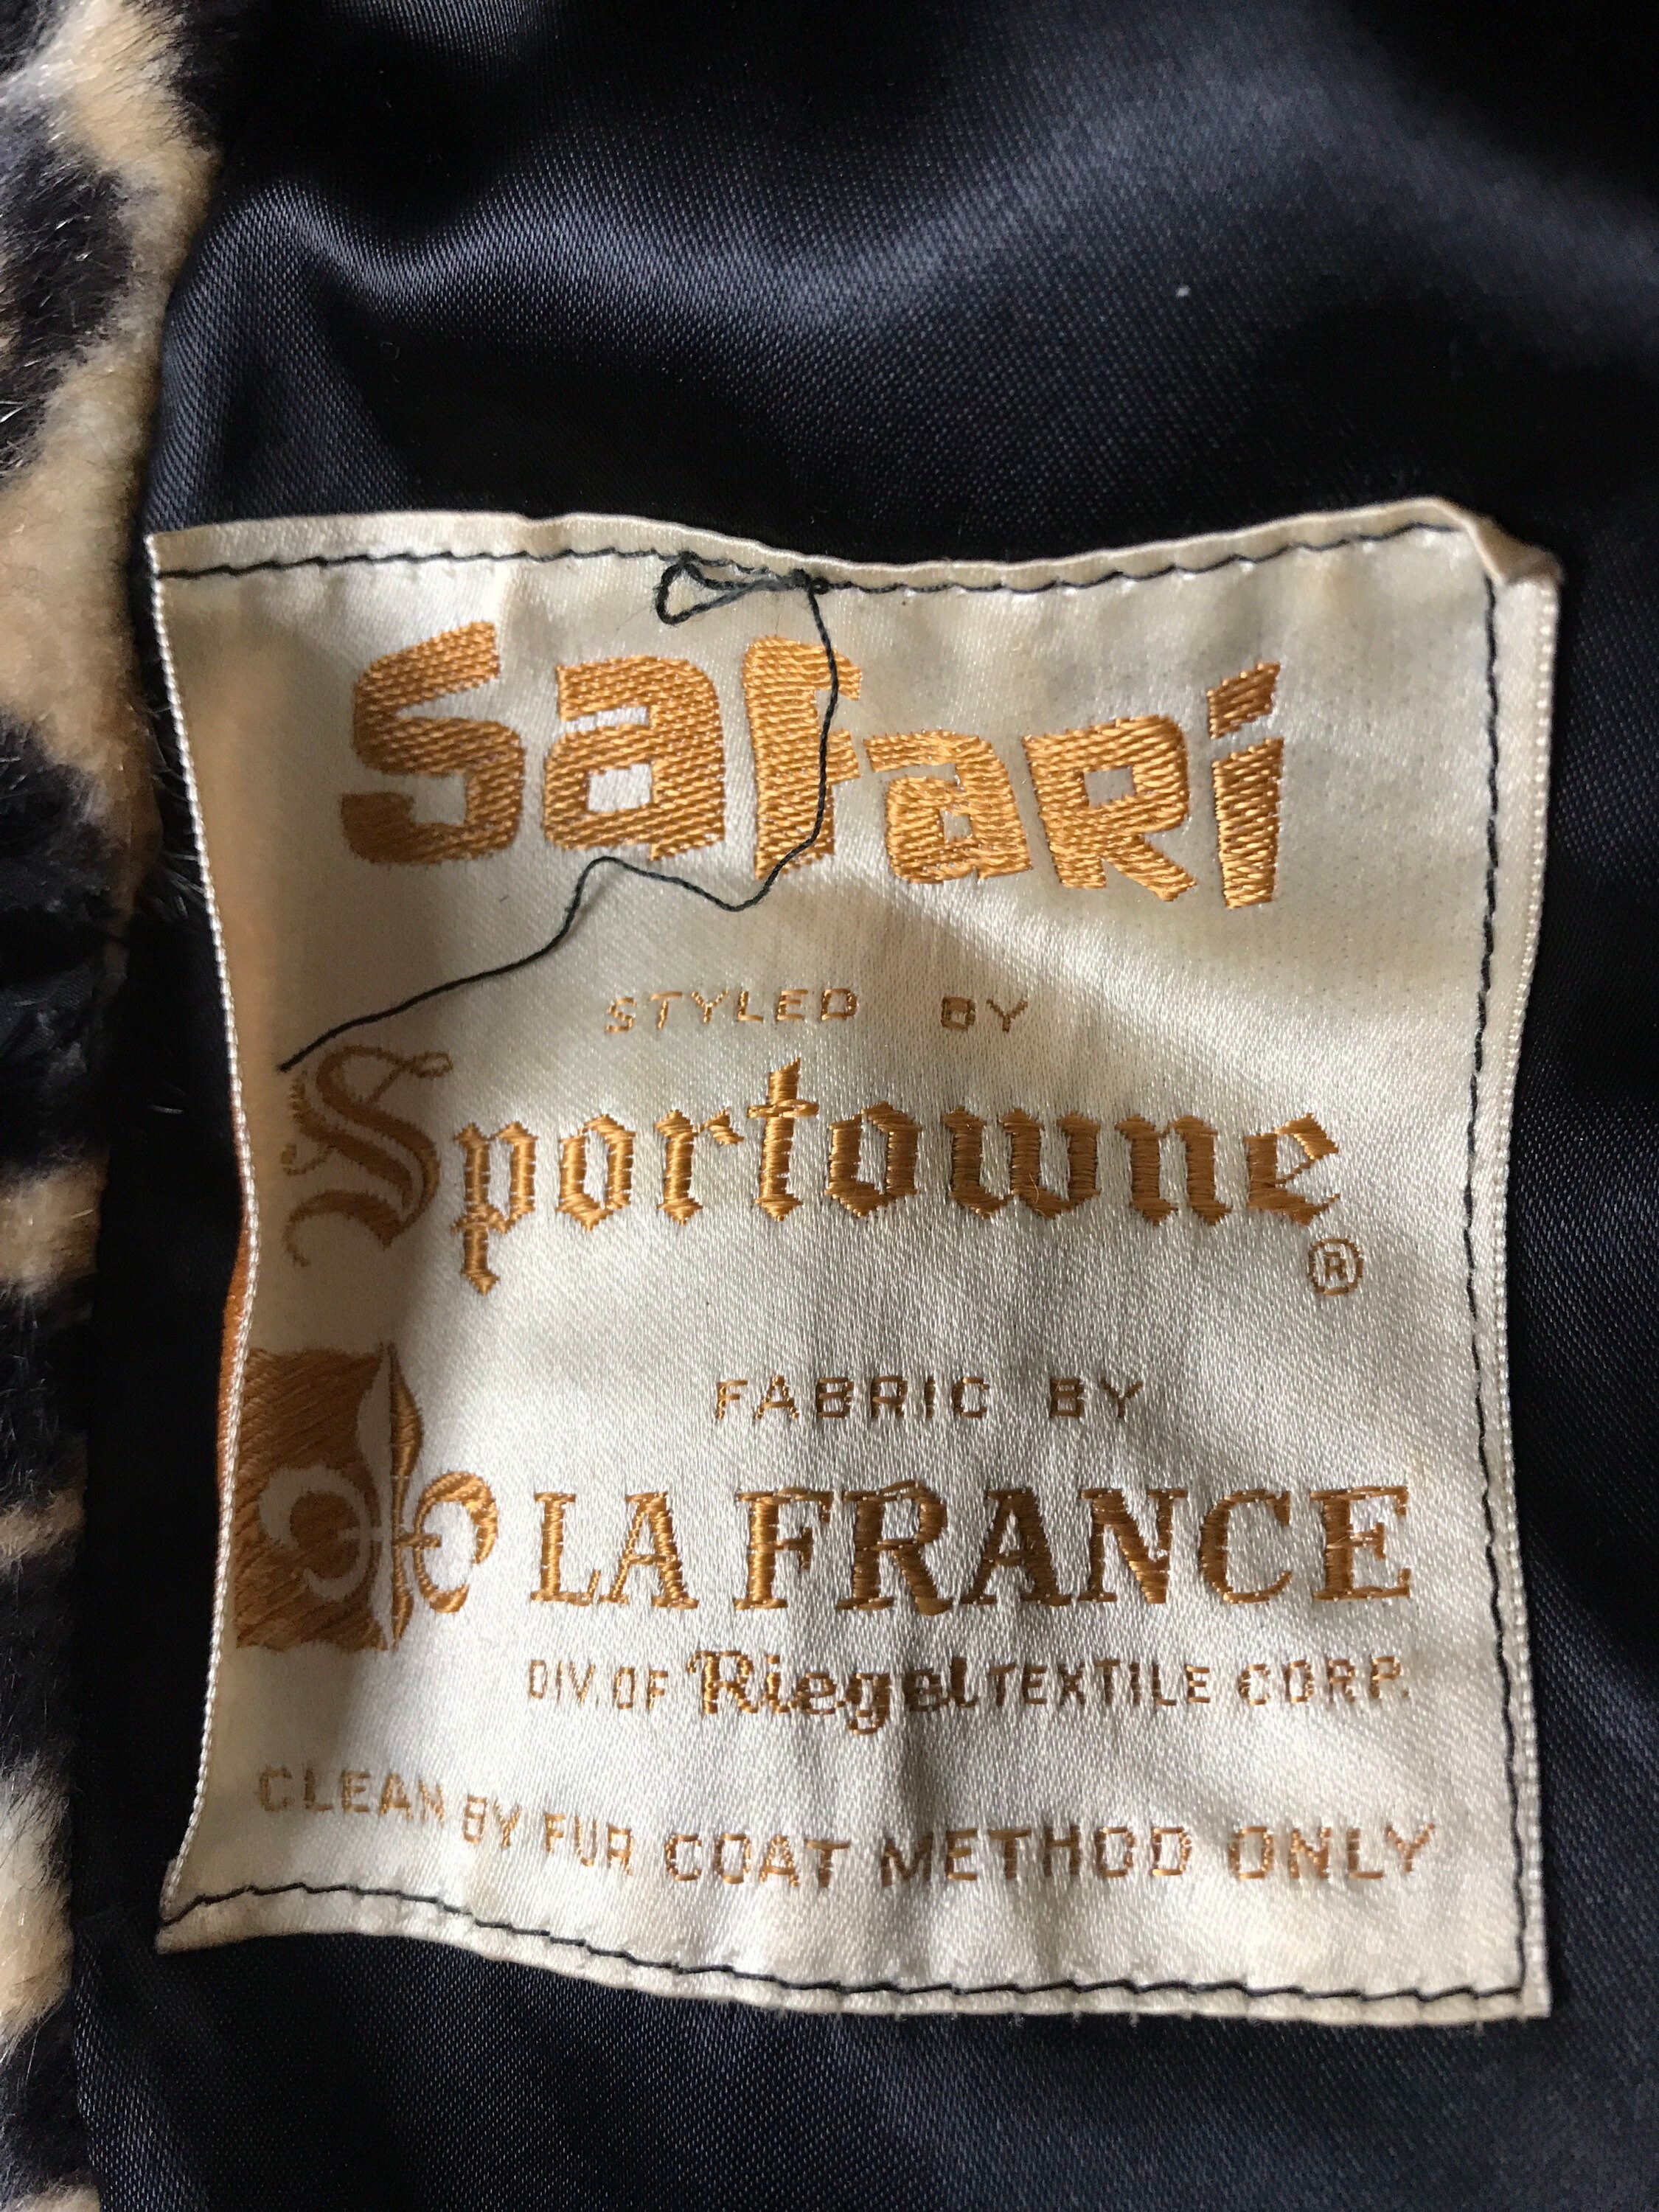 Safari
STYLED BY
Sportowne
®
FABRIC BY
LA FRANCE
DIV. OF Riegel TEXTILE CORP.
CLEAN BY FUR COAT METHOD ONLY